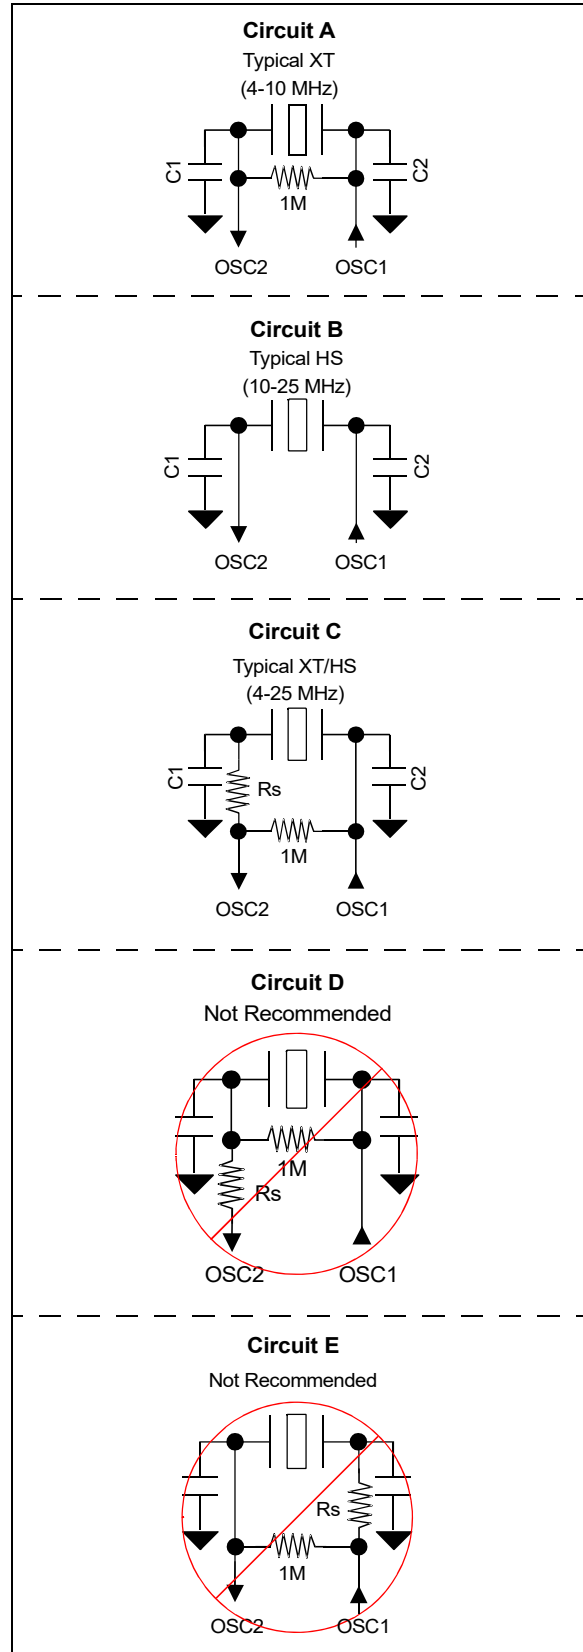 Circuit A
Typical XT
(4-10 MHz)
C1
C2
1M
OSC2 OSC1
Circuit B
Typical HS
(10-25 MHz)
C1
C2
OSC2 OSC1
Circuit C
Typical XT/HS
(4-25 MHz)
C1
Rs
C2
1M
OSC2 OSC1
Circuit D
Not Recommended
1M
Rs
OSC2 OSC1
Circuit E
Not Recommended
Rs
1M
OSC2 OSC1